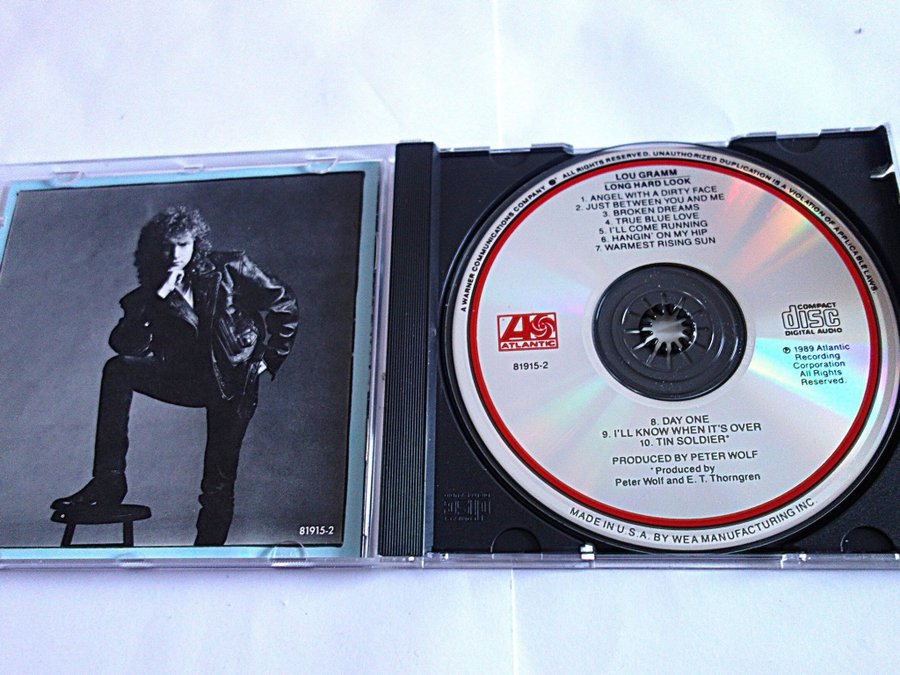 81915-2
A WARNER COMMUNICATIONS COMPANY. ALL RIGHTS RESERVED. UNAUTHORIZED DUPLICATION IS A VIOLATION OF APPLICABLE LAWS.
LOU GRAMM
LONG HARD LOOK
1. ANGEL WITH A DIRTY FACE
2. JUST BETWEEN YOU AND ME
3. BROKEN DREAMS
4. TRUE BLUE LOVE
5. I'LL COME RUNNING
6. HANGIN' ON MY HIP
7. WARMEST RISING SUN
ATLANTIC
81915-2
COMPACT
disc
DIGITAL AUDIO
℗ 1989 Atlantic
Recording
Corporation
All Rights
Reserved.
8. DAY ONE
9. I'LL KNOW WHEN IT'S OVER
10. TIN SOLDIER*
PRODUCED BY PETER WOLF
*Produced by
Peter Wolf and E. T. Thorngren
MADE IN U.S.A. BY WEA MANUFACTURING INC.